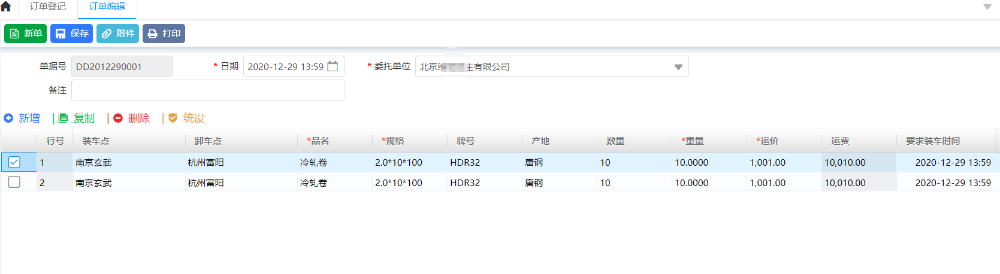 订单登记 订单编辑
新单 保存 附件 打印
单据号 DD2012290001 * 日期 2020-12-29 13:59 * 委托单位 北京 主有限公司
备注
新增 | 复制 | 删除 | 统设
行号 装车点 卸车点 *品名 *规格 牌号 产地 数量 *重量 *运价 运费 要求装车时间
1 南京玄武 杭州富阳 冷轧卷 2.0*10*100 HDR32 唐钢 10 10.0000 1,001.00 10,010.00 2020-12-29 13:59
2 南京玄武 杭州富阳 冷轧卷 2.0*10*100 HDR32 唐钢 10 10.0000 1,001.00 10,010.00 2020-12-29 13:59